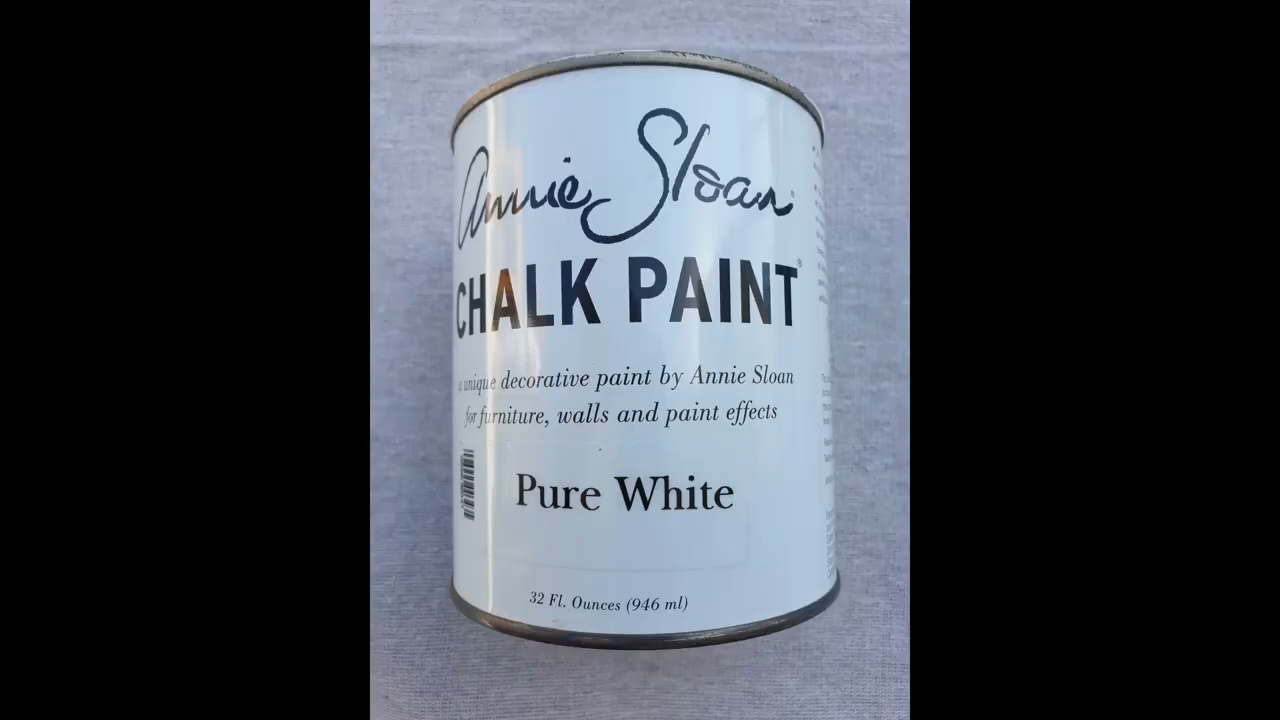 Annie Sloan®
CHALK PAINT®
a unique decorative paint by Annie Sloan
for furniture, walls and paint effects
Pure White
32 Fl. Ounces (946 ml)